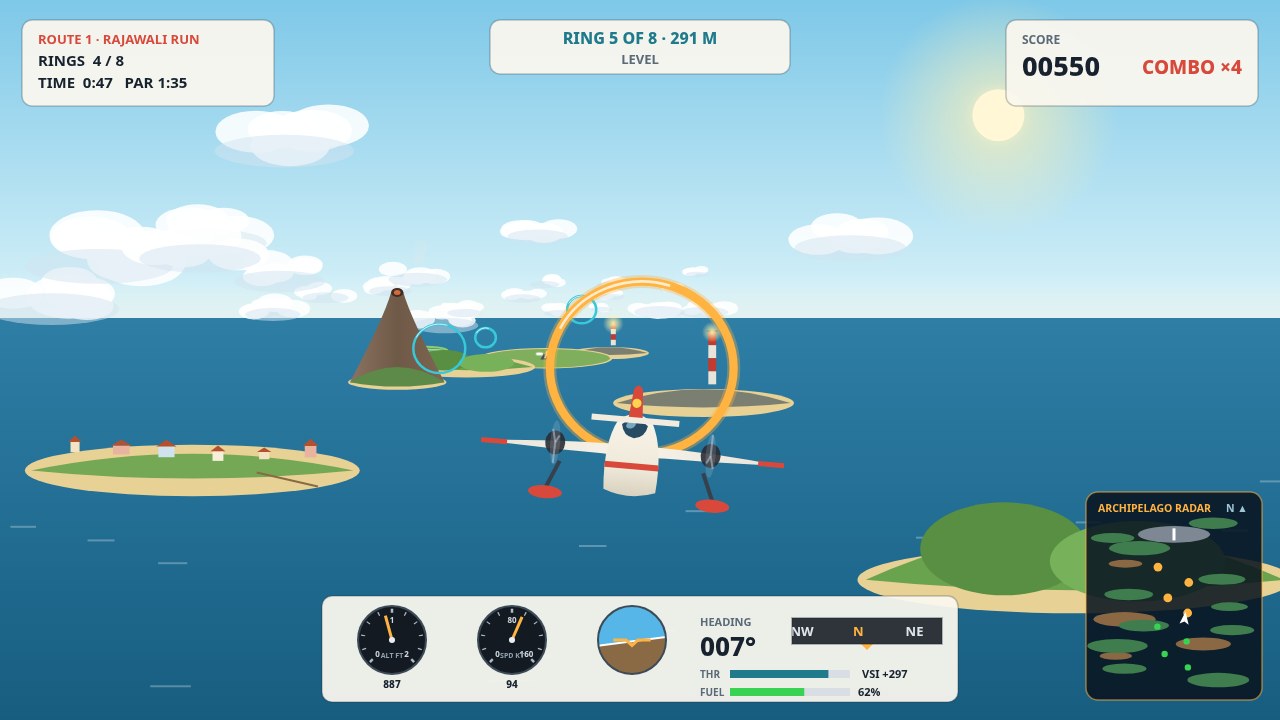 ROUTE 1 · RAJAWALI RUN
RINGS 4 / 8
TIME 0:47 PAR 1:35
RING 5 OF 8 · 291 M
LEVEL
SCORE
00550 COMBO ×4
ARCHIPELAGO RADAR N ▲
1
0 ALT FT 2
887
80
0 SPD K 160
94
HEADING
007°
NW N NE
THR VSI +297
FUEL 62%